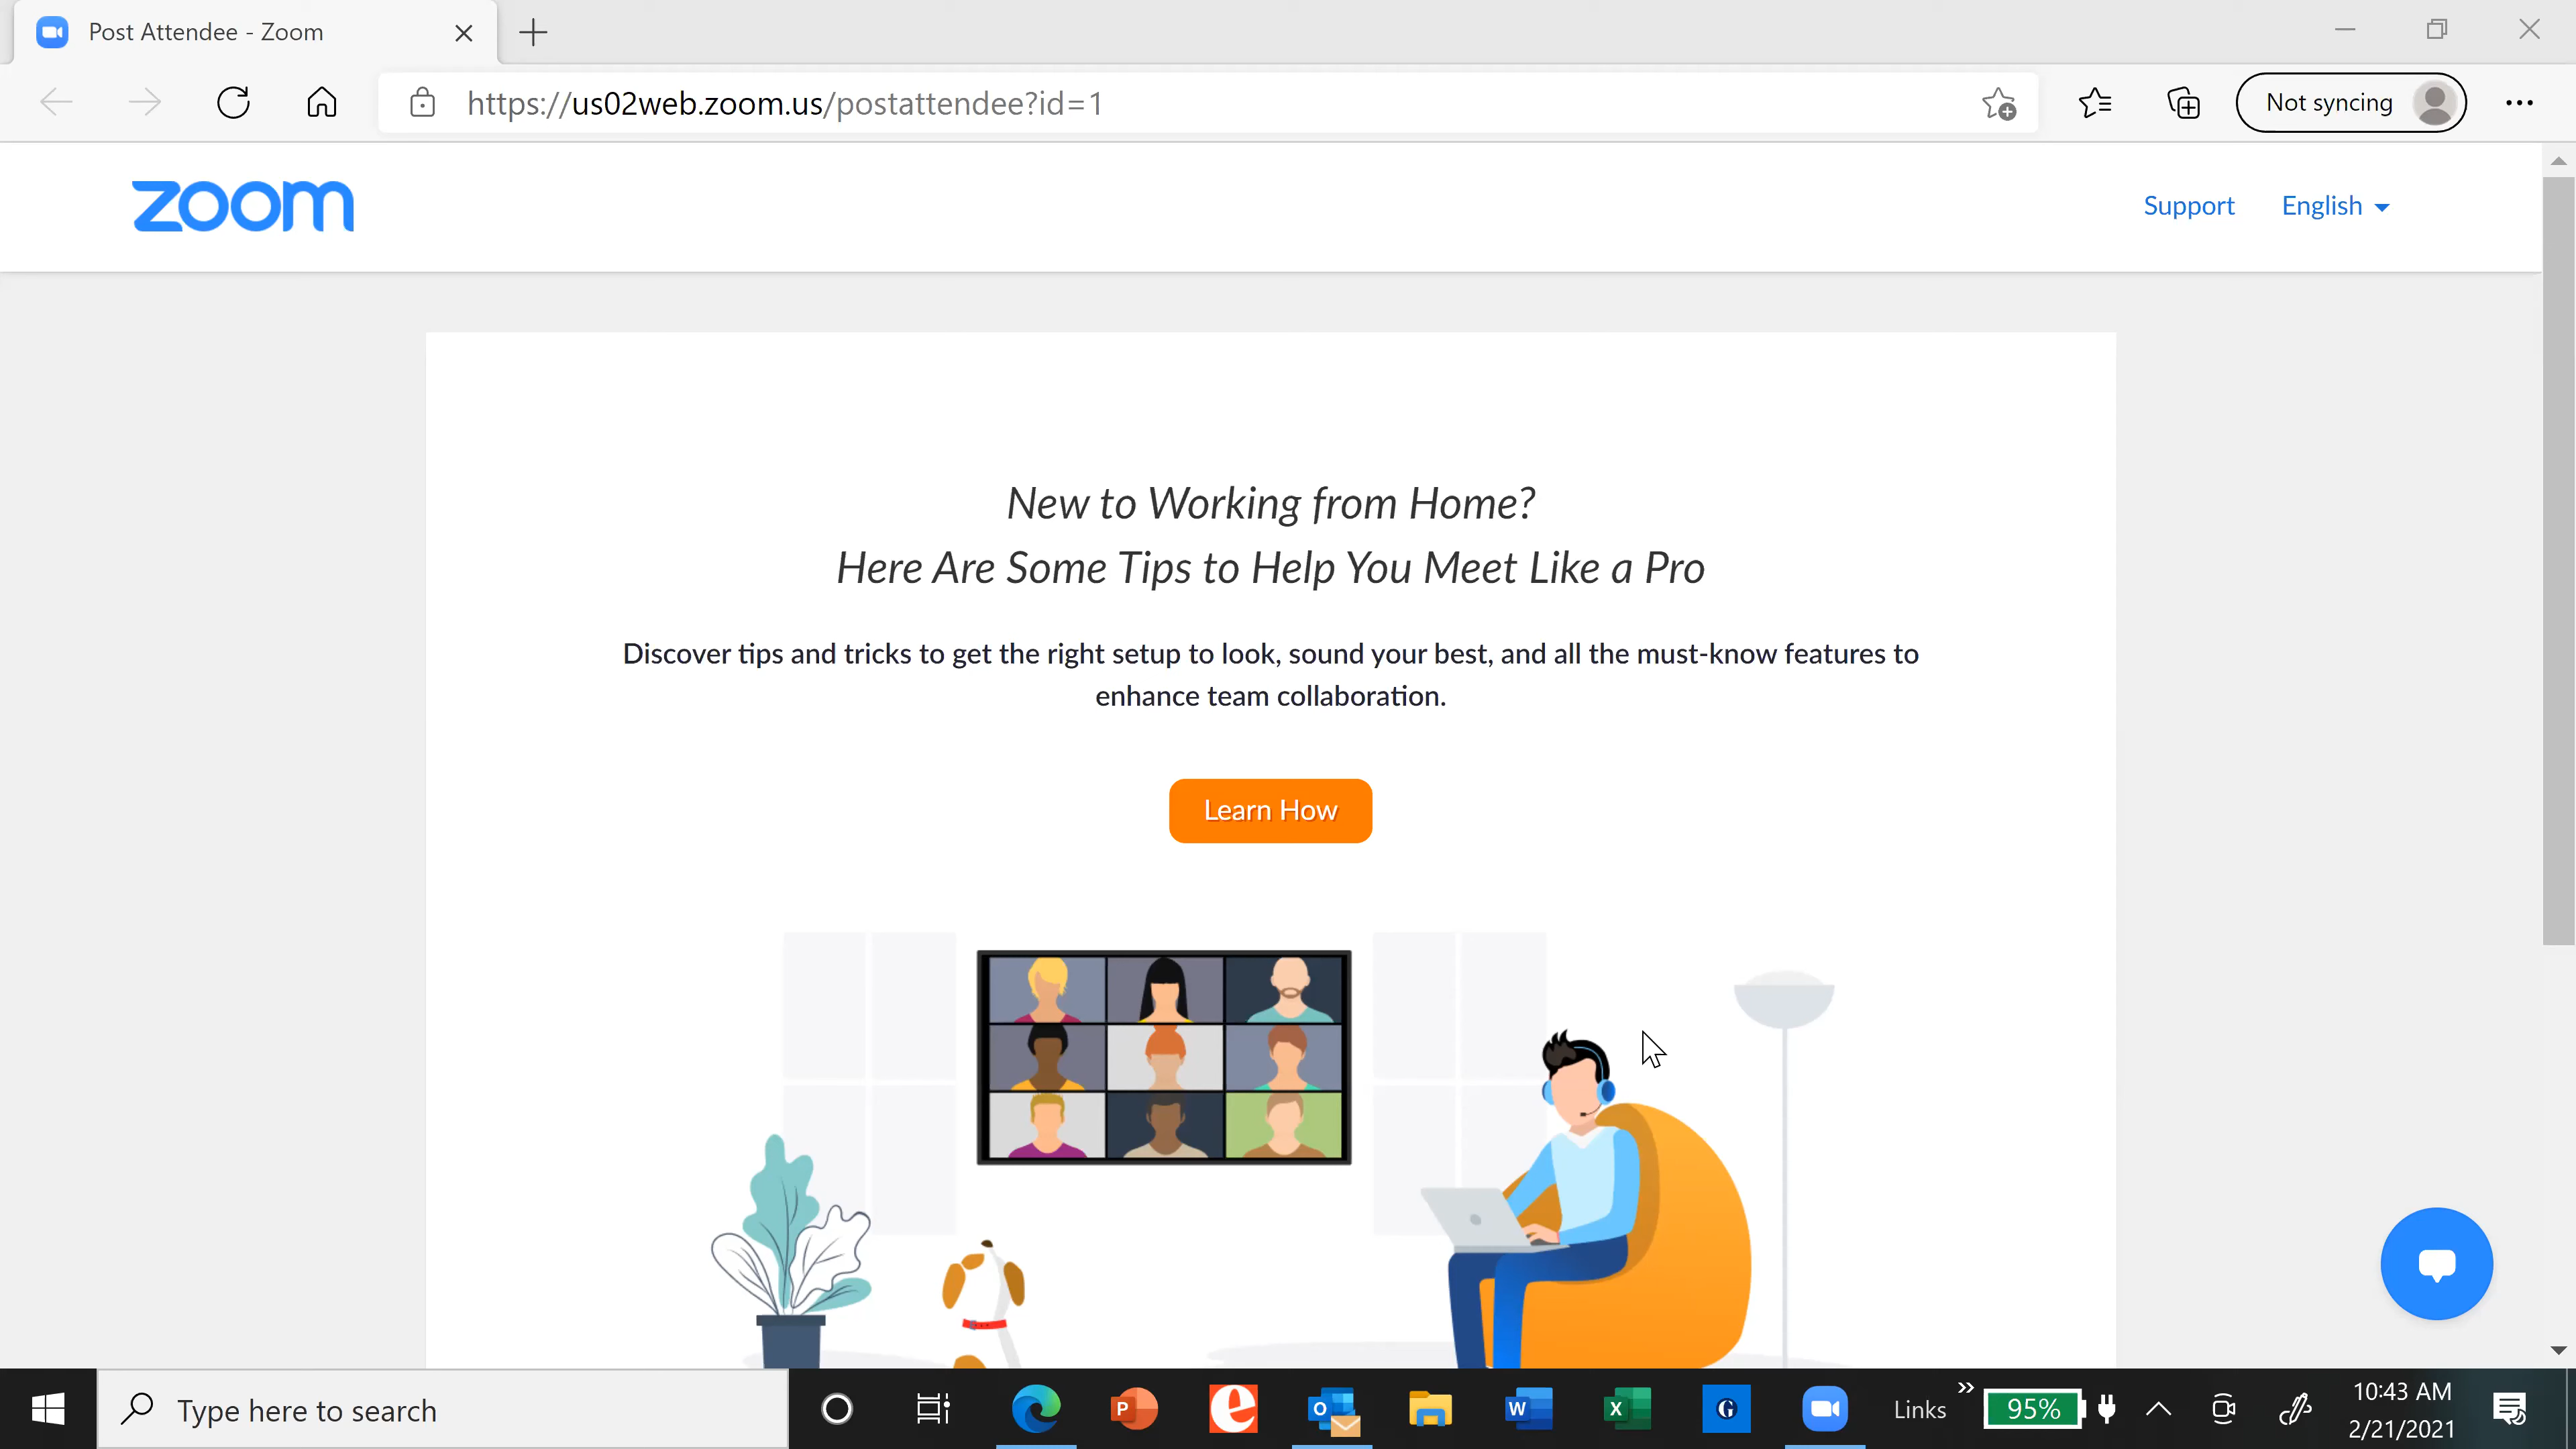 Post Attendee - Zoom
https://us02web.zoom.us/postattendee?id=1
Not syncing
zoom
Support
English
New to Working from Home?
Here Are Some Tips to Help You Meet Like a Pro
Discover tips and tricks to get the right setup to look, sound your best, and all the must-know features to
enhance team collaboration.
Learn How
Type here to search
P
e
O
W
X
G
Links
95%
10:43 AM
2/21/2021